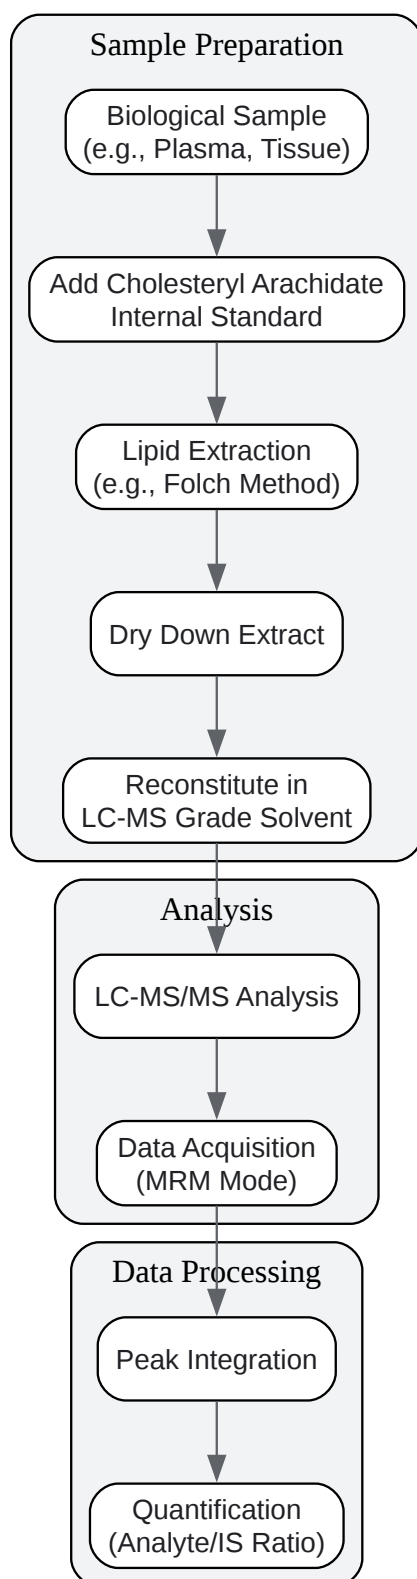 Sample Preparation
Biological Sample
(e.g., Plasma, Tissue)
Add Cholesteryl Arachidate
Internal Standard
Lipid Extraction
(e.g., Folch Method)
Dry Down Extract
Reconstitute in
LC-MS Grade Solvent
Analysis
LC-MS/MS Analysis
Data Acquisition
(MRM Mode)
Data Processing
Peak Integration
Quantification
(Analyte/IS Ratio)